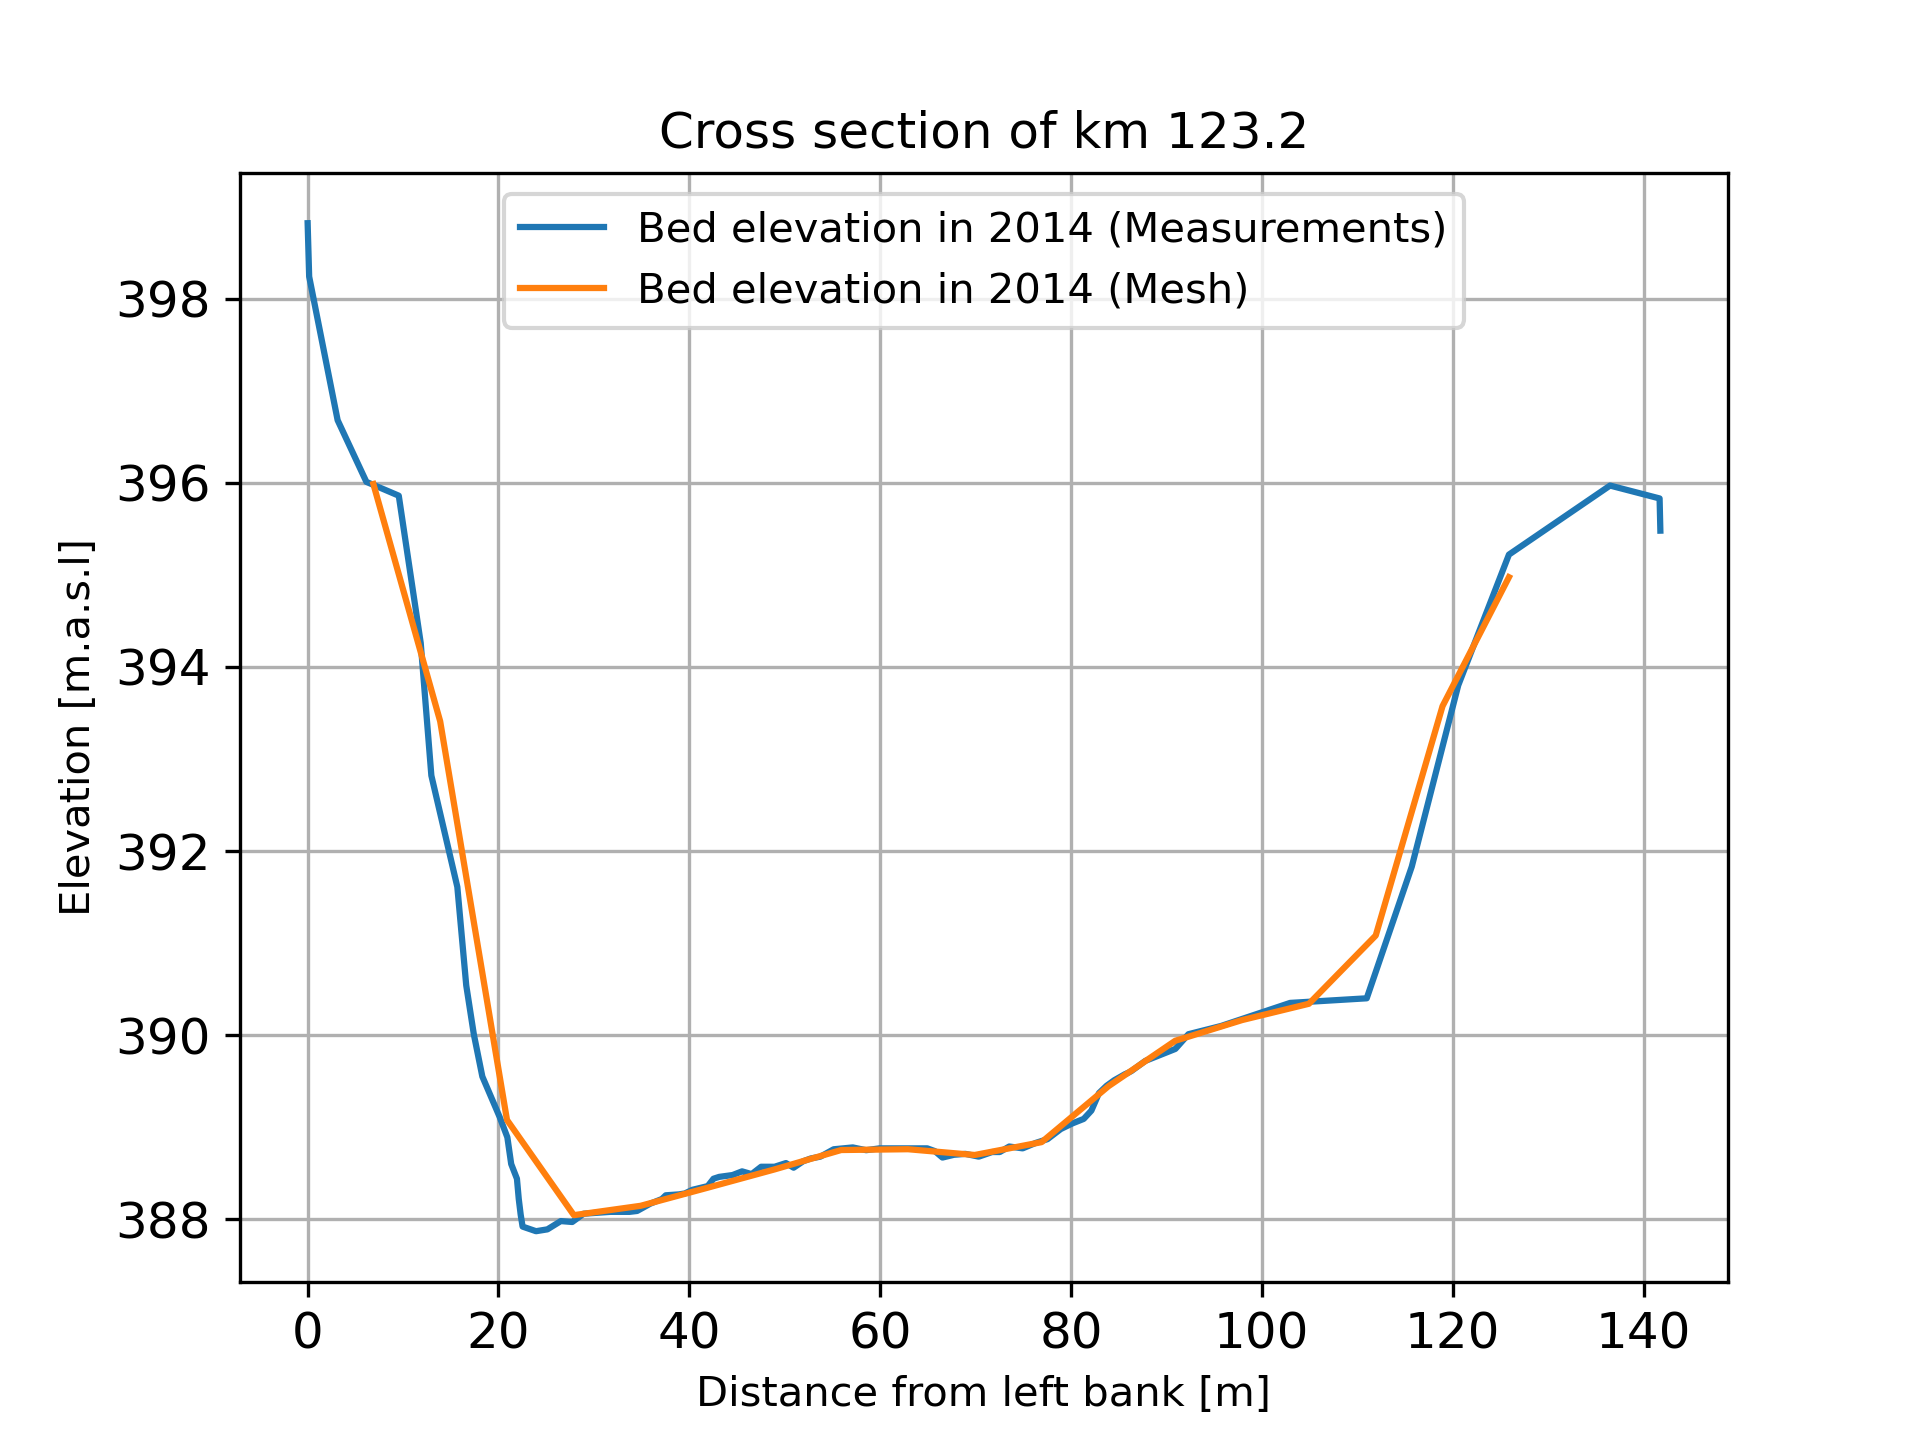 Cross section of km 123.2
Bed elevation in 2014 (Measurements)
Bed elevation in 2014 (Mesh)
Elevation [m.a.s.l]
398
396
394
392
390
388
0 20 40 60 80 100 120 140
Distance from left bank [m]